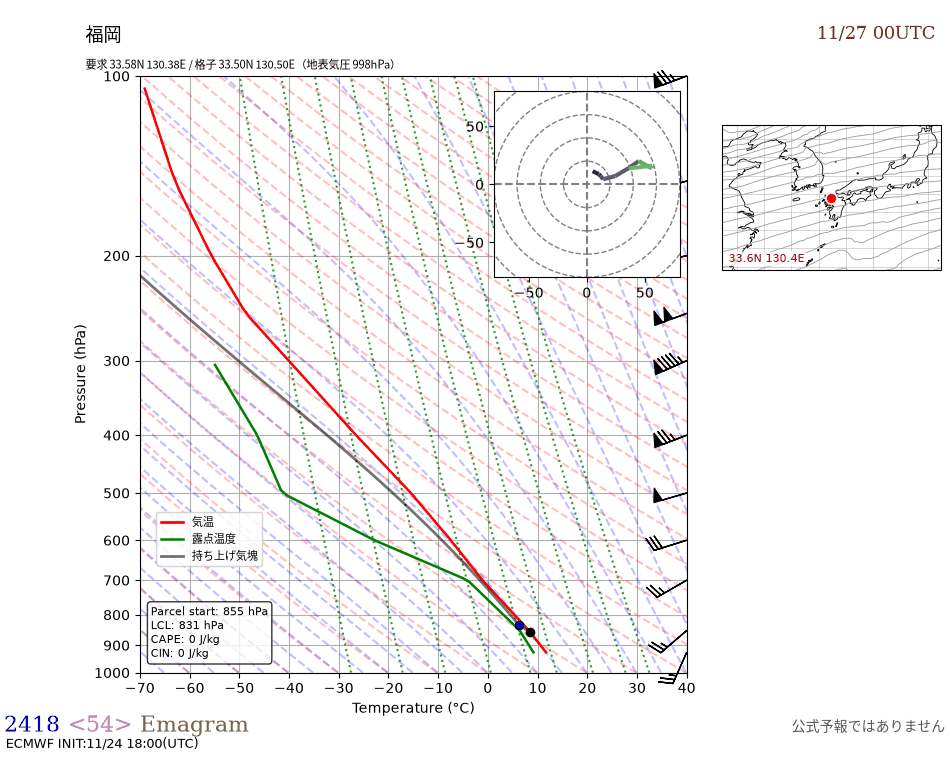 福岡
11/27 00UTC
要求 33.58N 130.38E / 格子 33.50N 130.50E（地表気圧 998hPa）
100
200
300
400
500
600
700
800
900
1000
Pressure (hPa)
−70 −60 −50 −40 −30 −20 −10 0 10 20 30 40
Temperature (°C)
50
0
−50
−50 0 50
33.6N 130.4E
気温
露点温度
持ち上げ気塊
Parcel start: 855 hPa
LCL: 831 hPa
CAPE: 0 J/kg
CIN: 0 J/kg
2418 <54> Emagram
公式予報ではありません
ECMWF INIT:11/24 18:00(UTC)